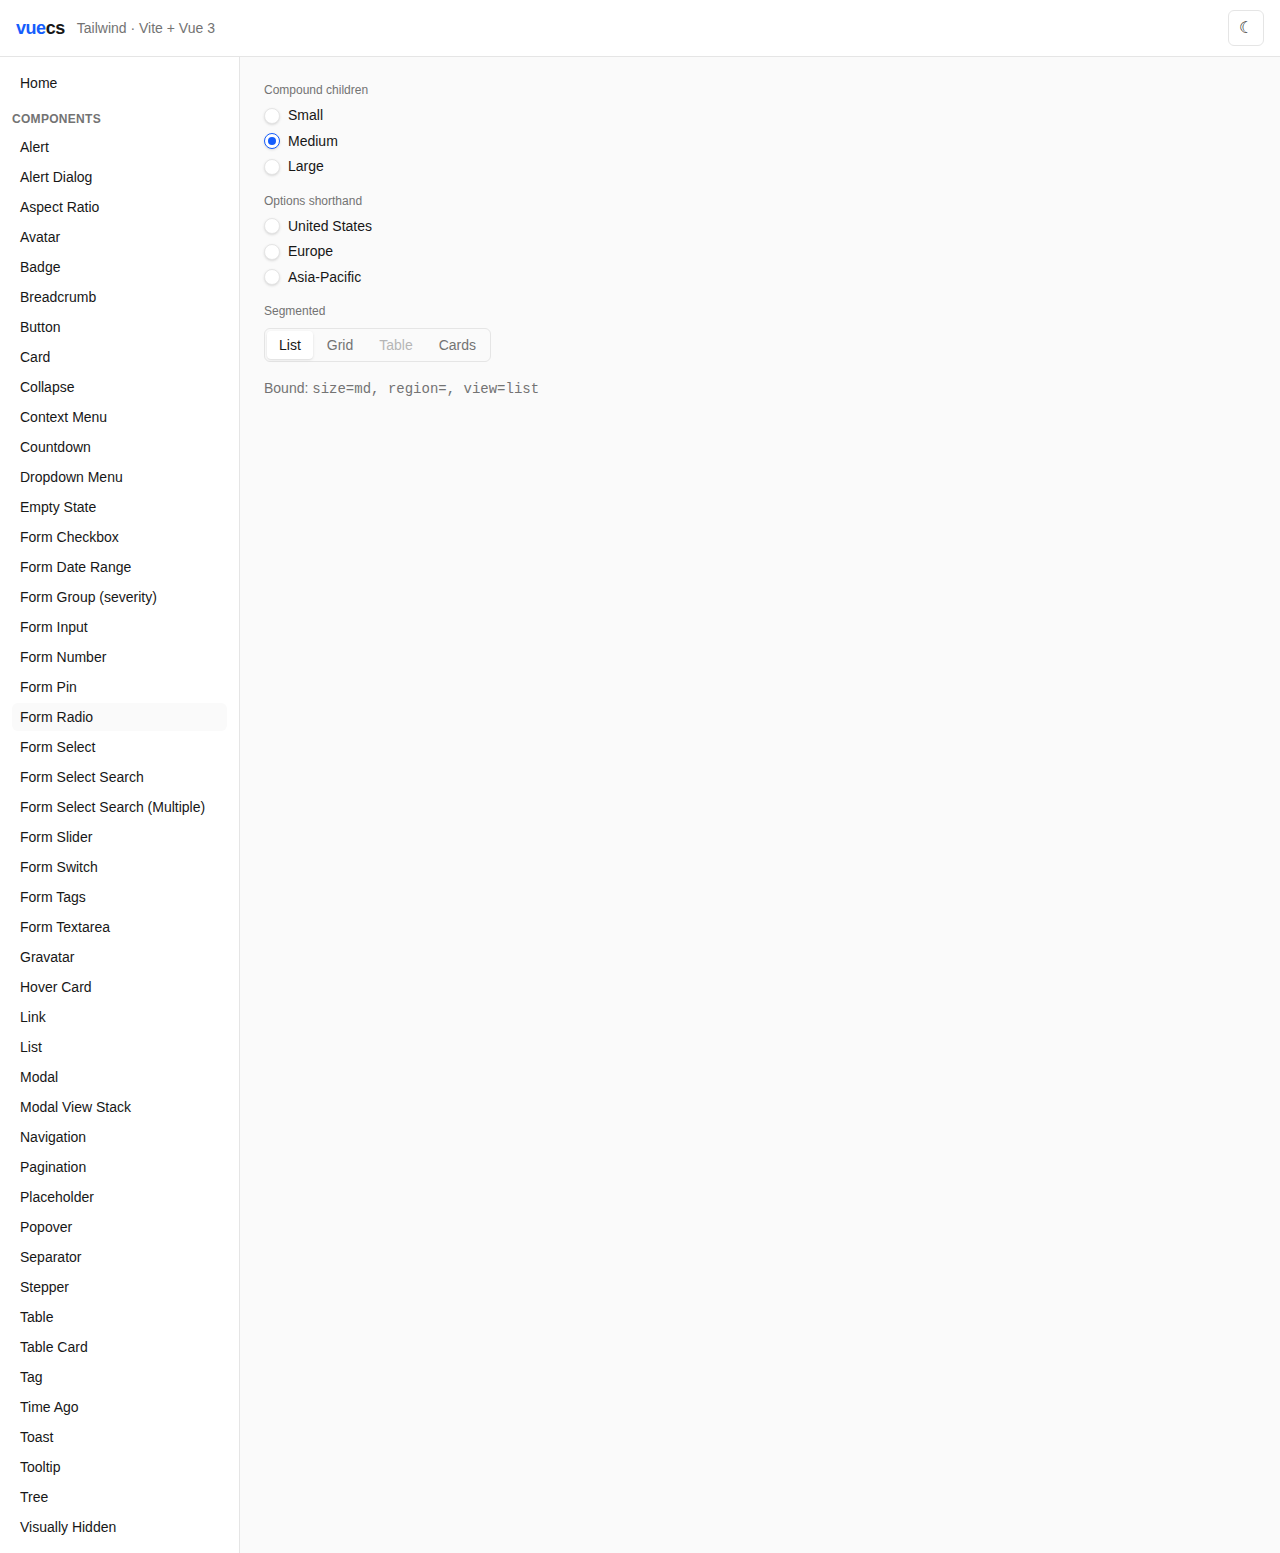 vuecs Tailwind · Vite + Vue 3
Home
COMPONENTS
Alert
Alert Dialog
Aspect Ratio
Avatar
Badge
Breadcrumb
Button
Card
Collapse
Context Menu
Countdown
Dropdown Menu
Empty State
Form Checkbox
Form Date Range
Form Group (severity)
Form Input
Form Number
Form Pin
Form Radio
Form Select
Form Select Search
Form Select Search (Multiple)
Form Slider
Form Switch
Form Tags
Form Textarea
Gravatar
Hover Card
Link
List
Modal
Modal View Stack
Navigation
Pagination
Placeholder
Popover
Separator
Stepper
Table
Table Card
Tag
Time Ago
Toast
Tooltip
Tree
Visually Hidden
Compound children
Small
Medium
Large
Options shorthand
United States
Europe
Asia-Pacific
Segmented
List Grid Table Cards
Bound: size=md, region=, view=list